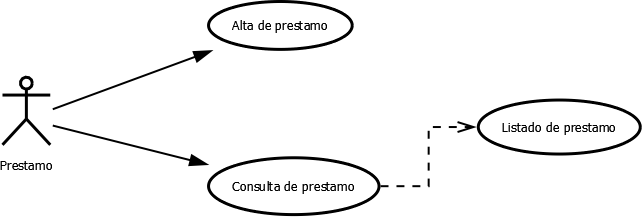 Alta de prestamo
Listado de prestamo
Prestamo
Consulta de prestamo